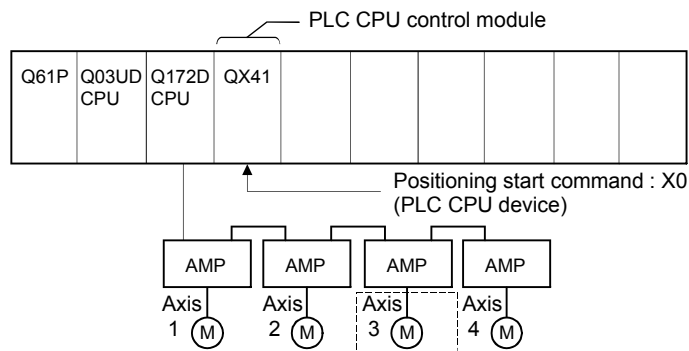 PLC CPU control module
Q61P
Q03UD
CPU
Q172D
CPU
QX41
Positioning start command : X0
(PLC CPU device)
AMP
AMP
AMP
AMP
Axis
1
M
Axis
2
M
Axis
3
M
Axis
4
M